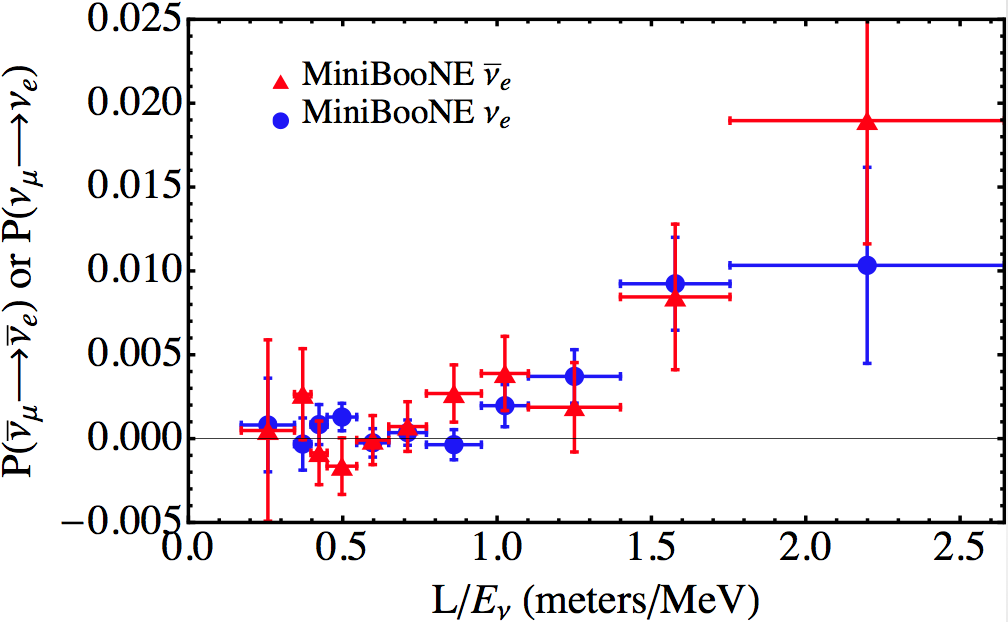 0.025
0.020
0.015
0.010
0.005
0.000
−0.005
P(ν̅μ⟶ν̅e) or P(νμ⟶νe)
MiniBooNE ν̅e
MiniBooNE νe
0.0 0.5 1.0 1.5 2.0 2.5
L/Eν (meters/MeV)